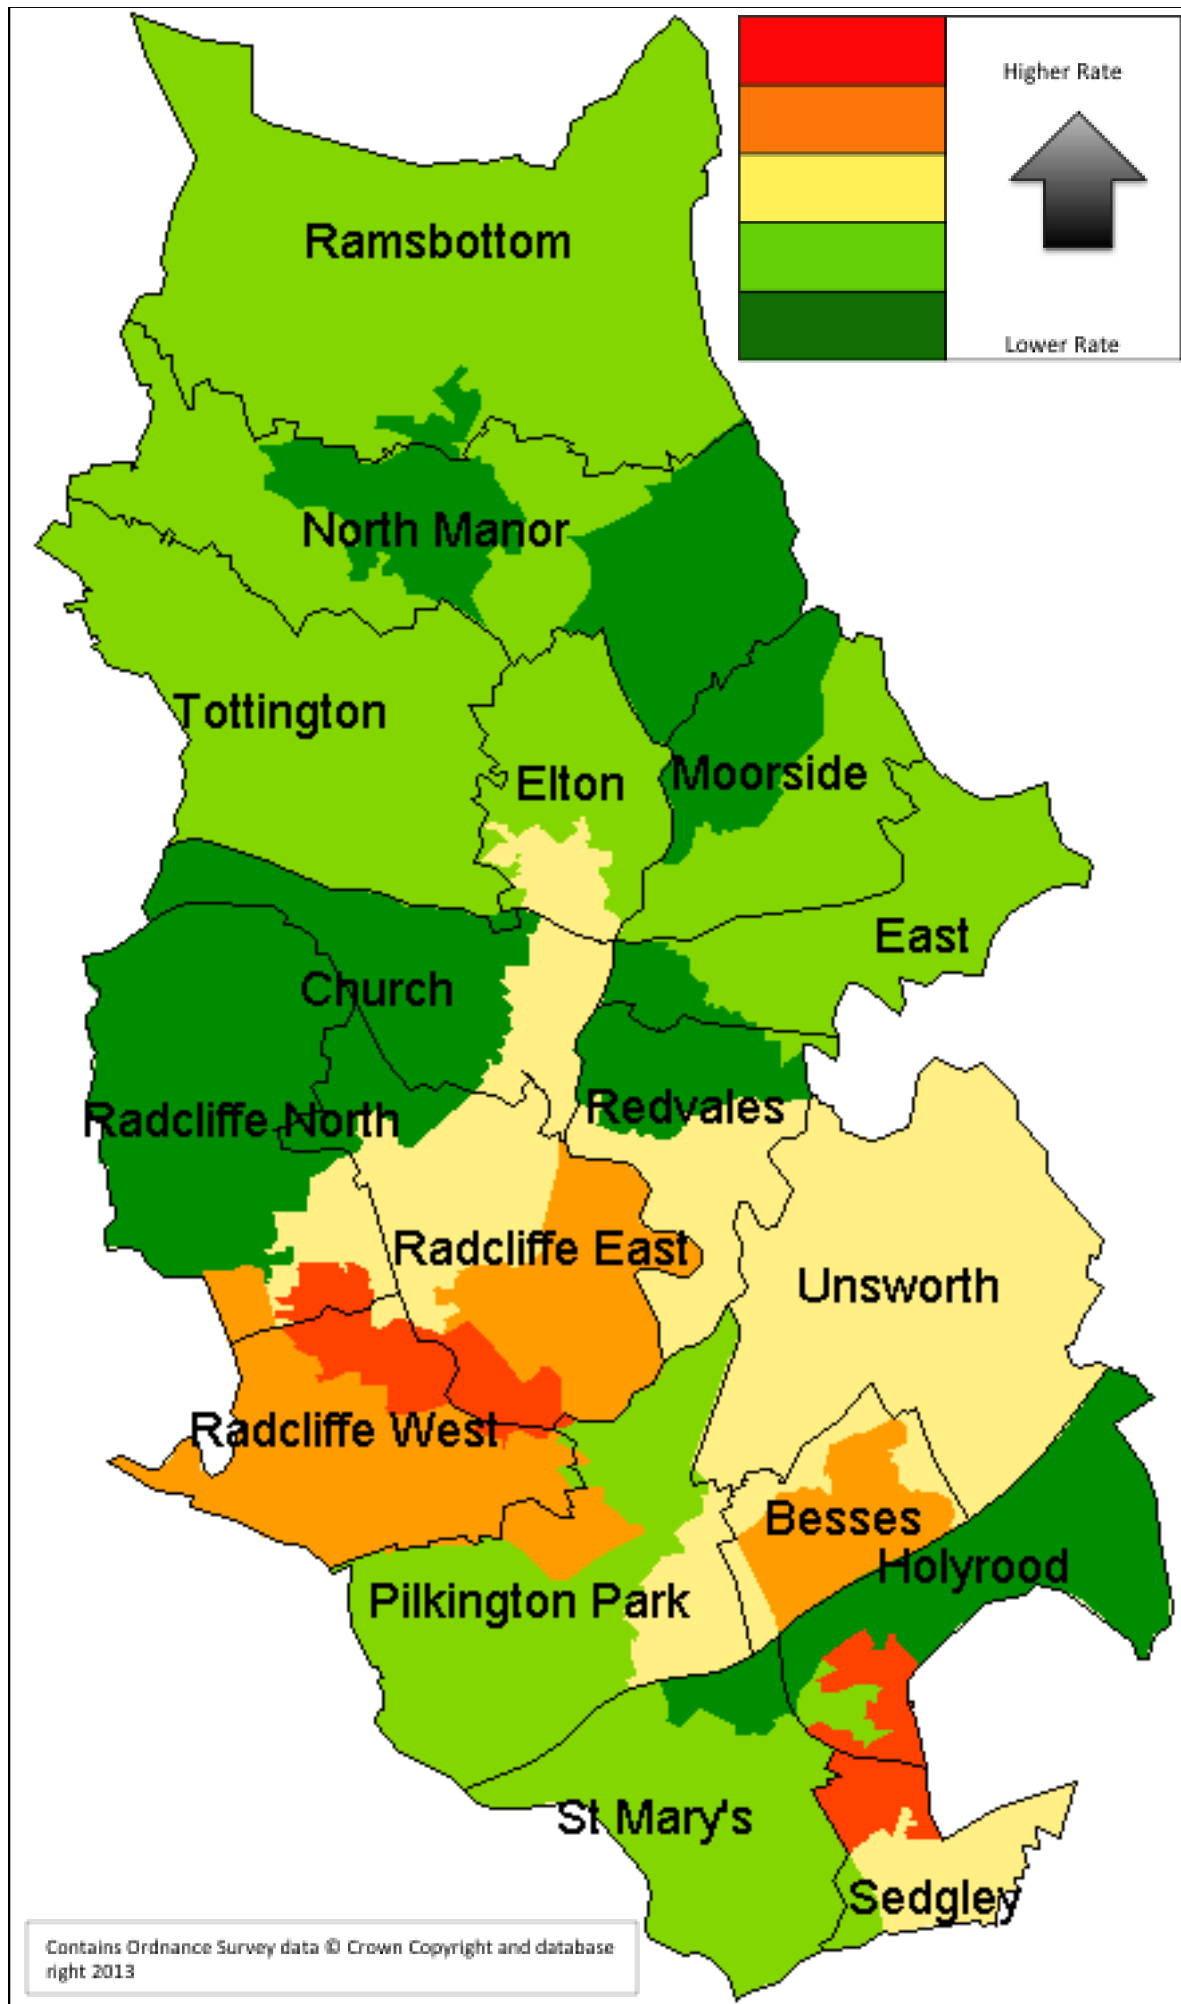 Higher Rate
Lower Rate
Ramsbottom
North Manor
Tottington
Elton
Moorside
East
Church
Radcliffe North
Redvales
Radcliffe East
Unsworth
Radcliffe West
Besses
Holyrood
Pilkington Park
St Mary's
Sedgley
Contains Ordnance Survey data © Crown Copyright and database
right 2013